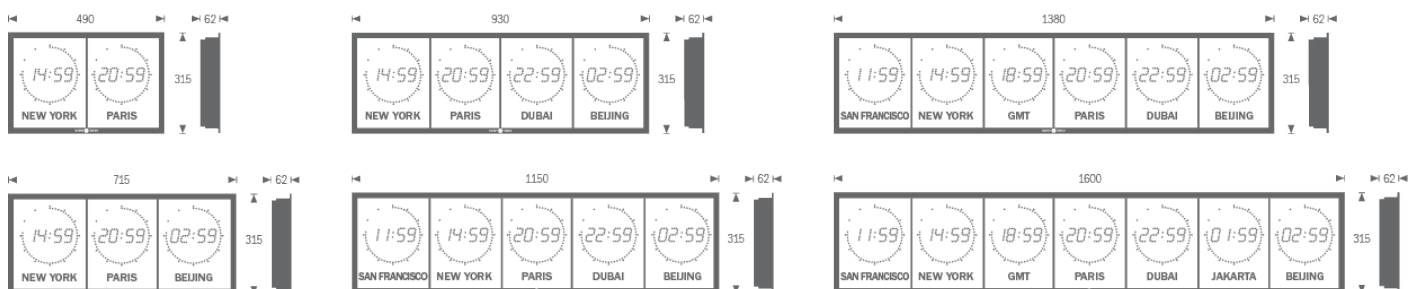 490 62 930 62 1380 62
14:59 20:59 315 14:59 20:59 22:59 02:59 315 11:59 14:59 18:59 20:59 22:59 02:59 315
NEW YORK PARIS NEW YORK PARIS DUBAI BEIJING SAN FRANCISCO NEW YORK GMT PARIS DUBAI BEIJING
715 62 1150 62 1600 62
14:59 20:59 02:59 315 11:59 14:59 20:59 22:59 02:59 315 11:59 14:59 18:59 20:59 22:59 01:59 02:59 315
NEW YORK PARIS BEIJING SAN FRANCISCO NEW YORK PARIS DUBAI BEIJING SAN FRANCISCO NEW YORK GMT PARIS DUBAI JAKARTA BEIJING